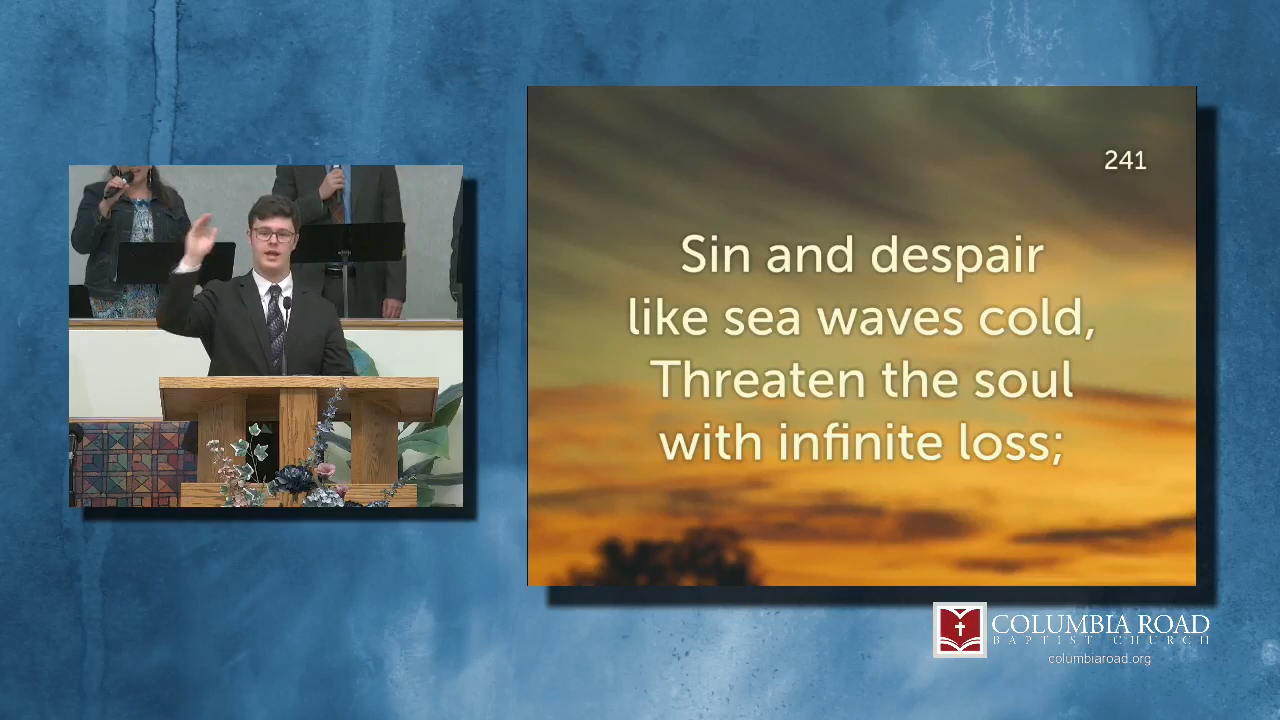 241
Sin and despair
like sea waves cold,
Threaten the soul
with infinite loss;
COLUMBIA ROAD
BAPTIST CHURCH
columbiaroad.org